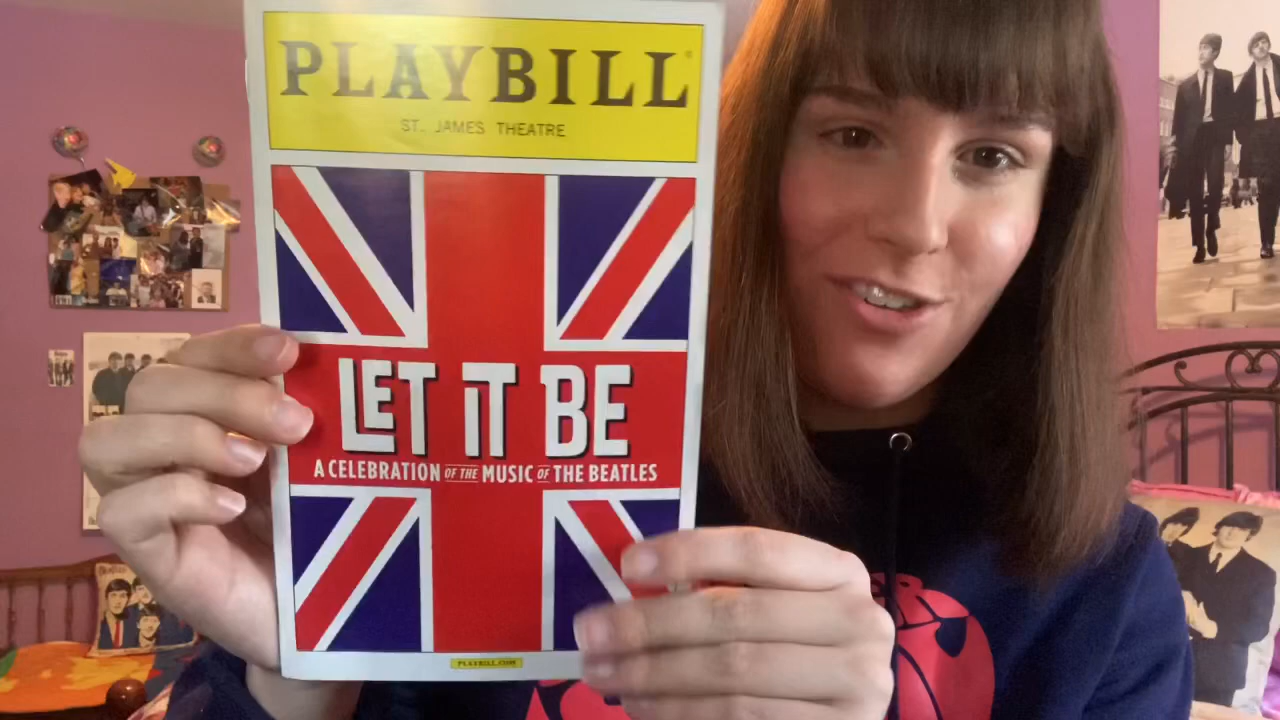 PLAYBILL®
ST. JAMES THEATRE
LET IT BE
A CELEBRATION OF THE MUSIC OF THE BEATLES
PLAYBILL.COM